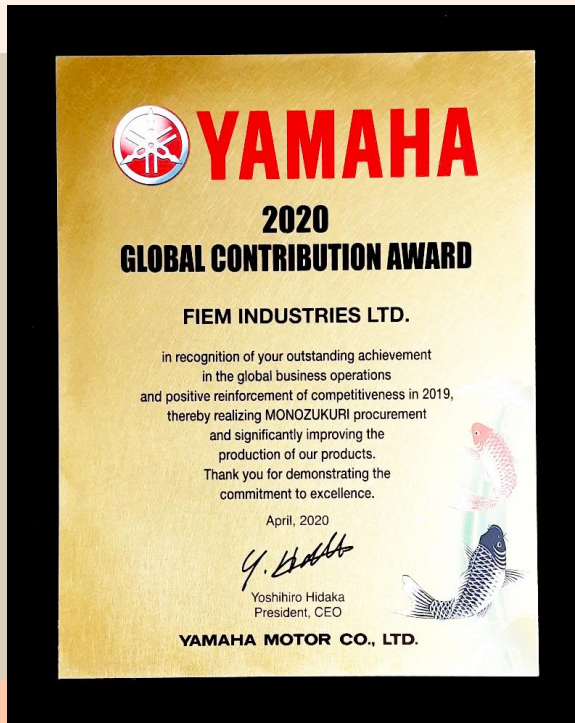 YAMAHA
2020
GLOBAL CONTRIBUTION AWARD
FIEM INDUSTRIES LTD.
in recognition of your outstanding achievement
in the global business operations
and positive reinforcement of competitiveness in 2019,
thereby realizing MONOZUKURI procurement
and significantly improving the
production of our products.
Thank you for demonstrating the
commitment to excellence.
April, 2020
Yoshihiro Hidaka
President, CEO
YAMAHA MOTOR CO., LTD.